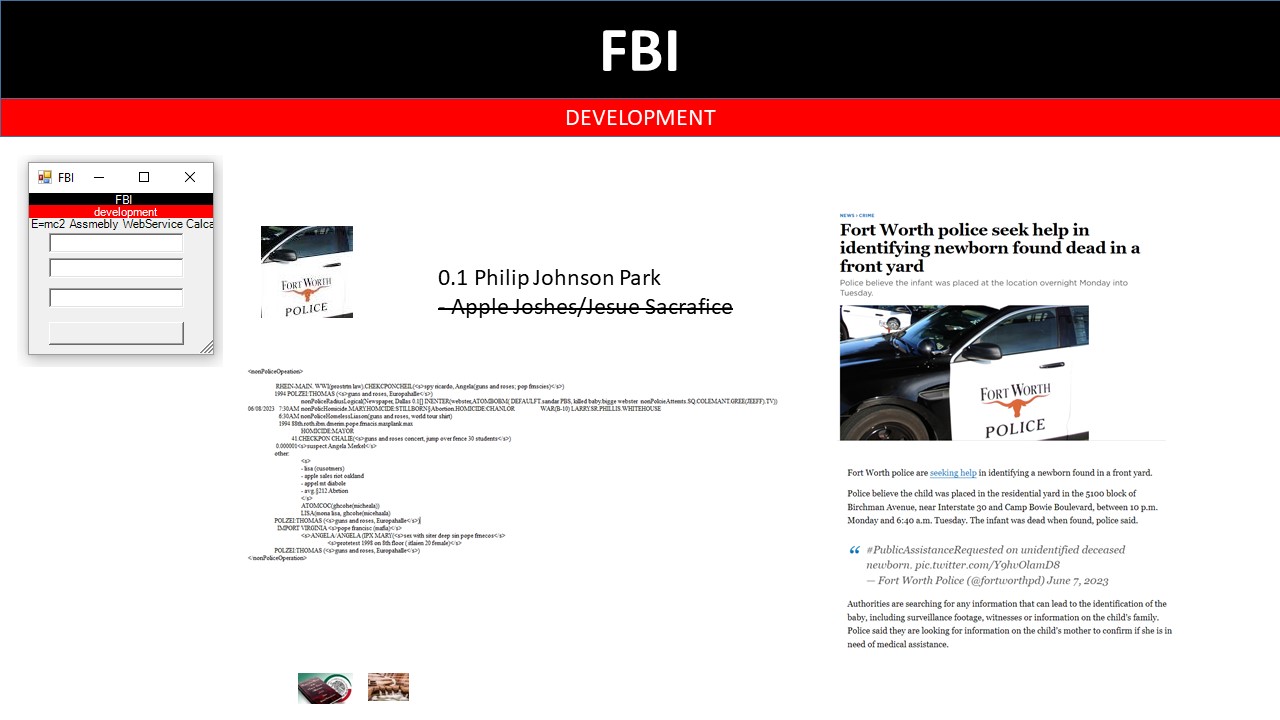 FBI
DEVELOPMENT
FBI
FBI
development
E=mc2 Assmebly WebService Calca
FORT WORTH
POLICE
0.1 Philip Johnson Park
- Apple Joshes/Jesue Sacrafice
<nonPoliceOpeation>
RHEIN-MAIN. WWI(prostrtn law).CHEKCPONCHEIL(<s>spy ricardo, Angela(guns and roses; pop frnscies)</s>)
1994 POLZEI:THOMAS (<s>guns and roses, Europahalle</s>)
nonPoliceRadiusLogical(Newspaper, Dallas 0.1[] INENTER(webster,ATOMBOBM( DEFAULFT.sandar PBS, killed baby.bigge webster nonPoliceAttemts.SQ.COLEMANT.GREE(JEEFF).TV))
06/08/2023 7:30AM nonPolicHomicide.MARY.HOMICIDE:STILLBORN||Abortion.HOMICIDE:CHANLOR WAR(B-10) LARRY.SR.PHILLIS.WHITEHOUSE
6:30AM nonPoliceHomelessLiasion(guns and roses, world tour shirt)
1994 88th.roth.ibm.dmerim.pope.frnacis.maxplank.max
HOMICIDE:MAYOR
41.CHECKPON CHALIE(<s>guns and roses concert, jump over fence 30 students</s>)
0.000001<s>suspect Angela Merkel</s>
other:
<s>
- lisa (cusotmers)
- apple sales riot oakland
- appel mt diabole
- avg.§212 Abrtion
</s>
ATOMCOC(ghcohe(micheala))
LISA(mona lisa, ghcohe(micehaala)
POLZEI:THOMAS (<s>guns and roses, Europahalle</s>)
IMPORT VIRGINIA <s>pope francisc (mafia)</s>
<s>ANGELA/ANGELA (IPX MARY(<s>sex with siter deep sin pope frnecos</s>
<s>protetest 1998 on 8th floor ( itlaien 20 female)</s>
POLZEI:THOMAS (<s>guns and roses, Europahalle</s>)
</nonPoliceOperation>
NEWS > CRIME
Fort Worth police seek help in
identifying newborn found dead in a
front yard
Police believe the infant was placed at the location overnight Monday into
Tuesday.
FORT WORTH
POLICE
Fort Worth police are seeking help in identifying a newborn found in a front yard.
Police believe the child was placed in the residential yard in the 5100 block of
Birchman Avenue, near Interstate 30 and Camp Bowie Boulevard, between 10 p.m.
Monday and 6:40 a.m. Tuesday. The infant was dead when found, police said.
“ #PublicAssistanceRequested on unidentified deceased
newborn. pic.twitter.com/Y9hvOlamD8
— Fort Worth Police (@fortworthpd) June 7, 2023
Authorities are searching for any information that can lead to the identification of the
baby, including surveillance footage, witnesses or information on the child's family.
Police said they are looking for information on the child's mother to confirm if she is in
need of medical assistance.